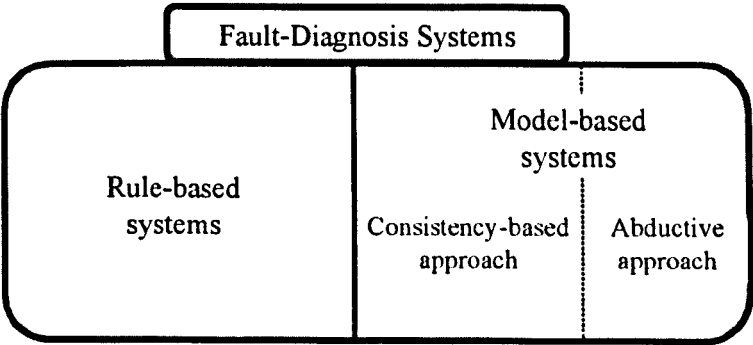 Fault-Diagnosis Systems
Rule-based
systems
Model-based
systems
Consistency-based
approach
Abductive
approach